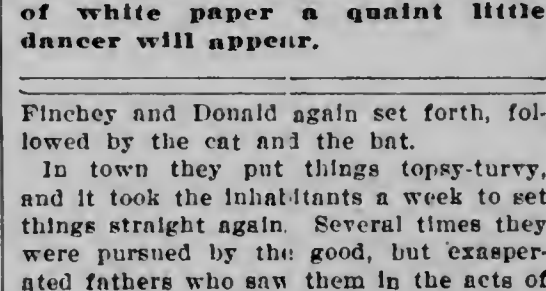 of white paper a quaint little
dancer will appear.
Finchey and Donald again set forth, fol-
lowed by the cat and the bat.
In town they put things topsy-turvy,
and it took the inhabitants a week to set
things straight again. Several times they
were pursued by the good, but exasper-
ated fathers who saw them in the acts of